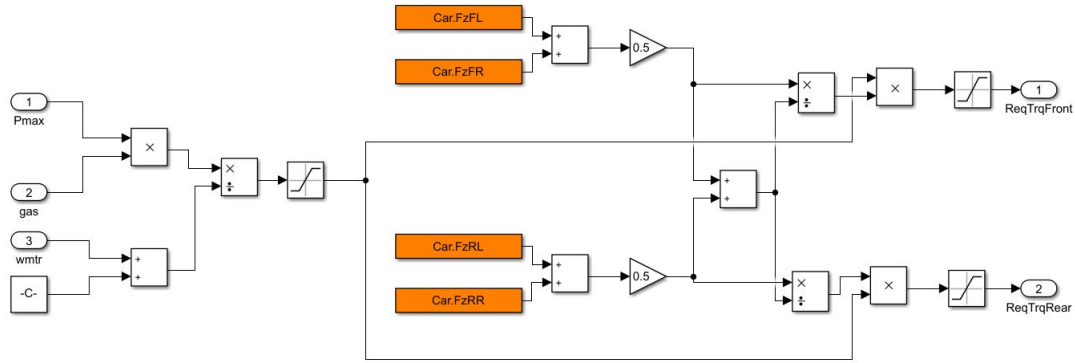 Car.FzFL
Car.FzFR
0.5
1
Pmax
2
gas
3
wmtr
-C-
1
ReqTrqFront
Car.FzRL
Car.FzRR
0.5
2
ReqTrqRear